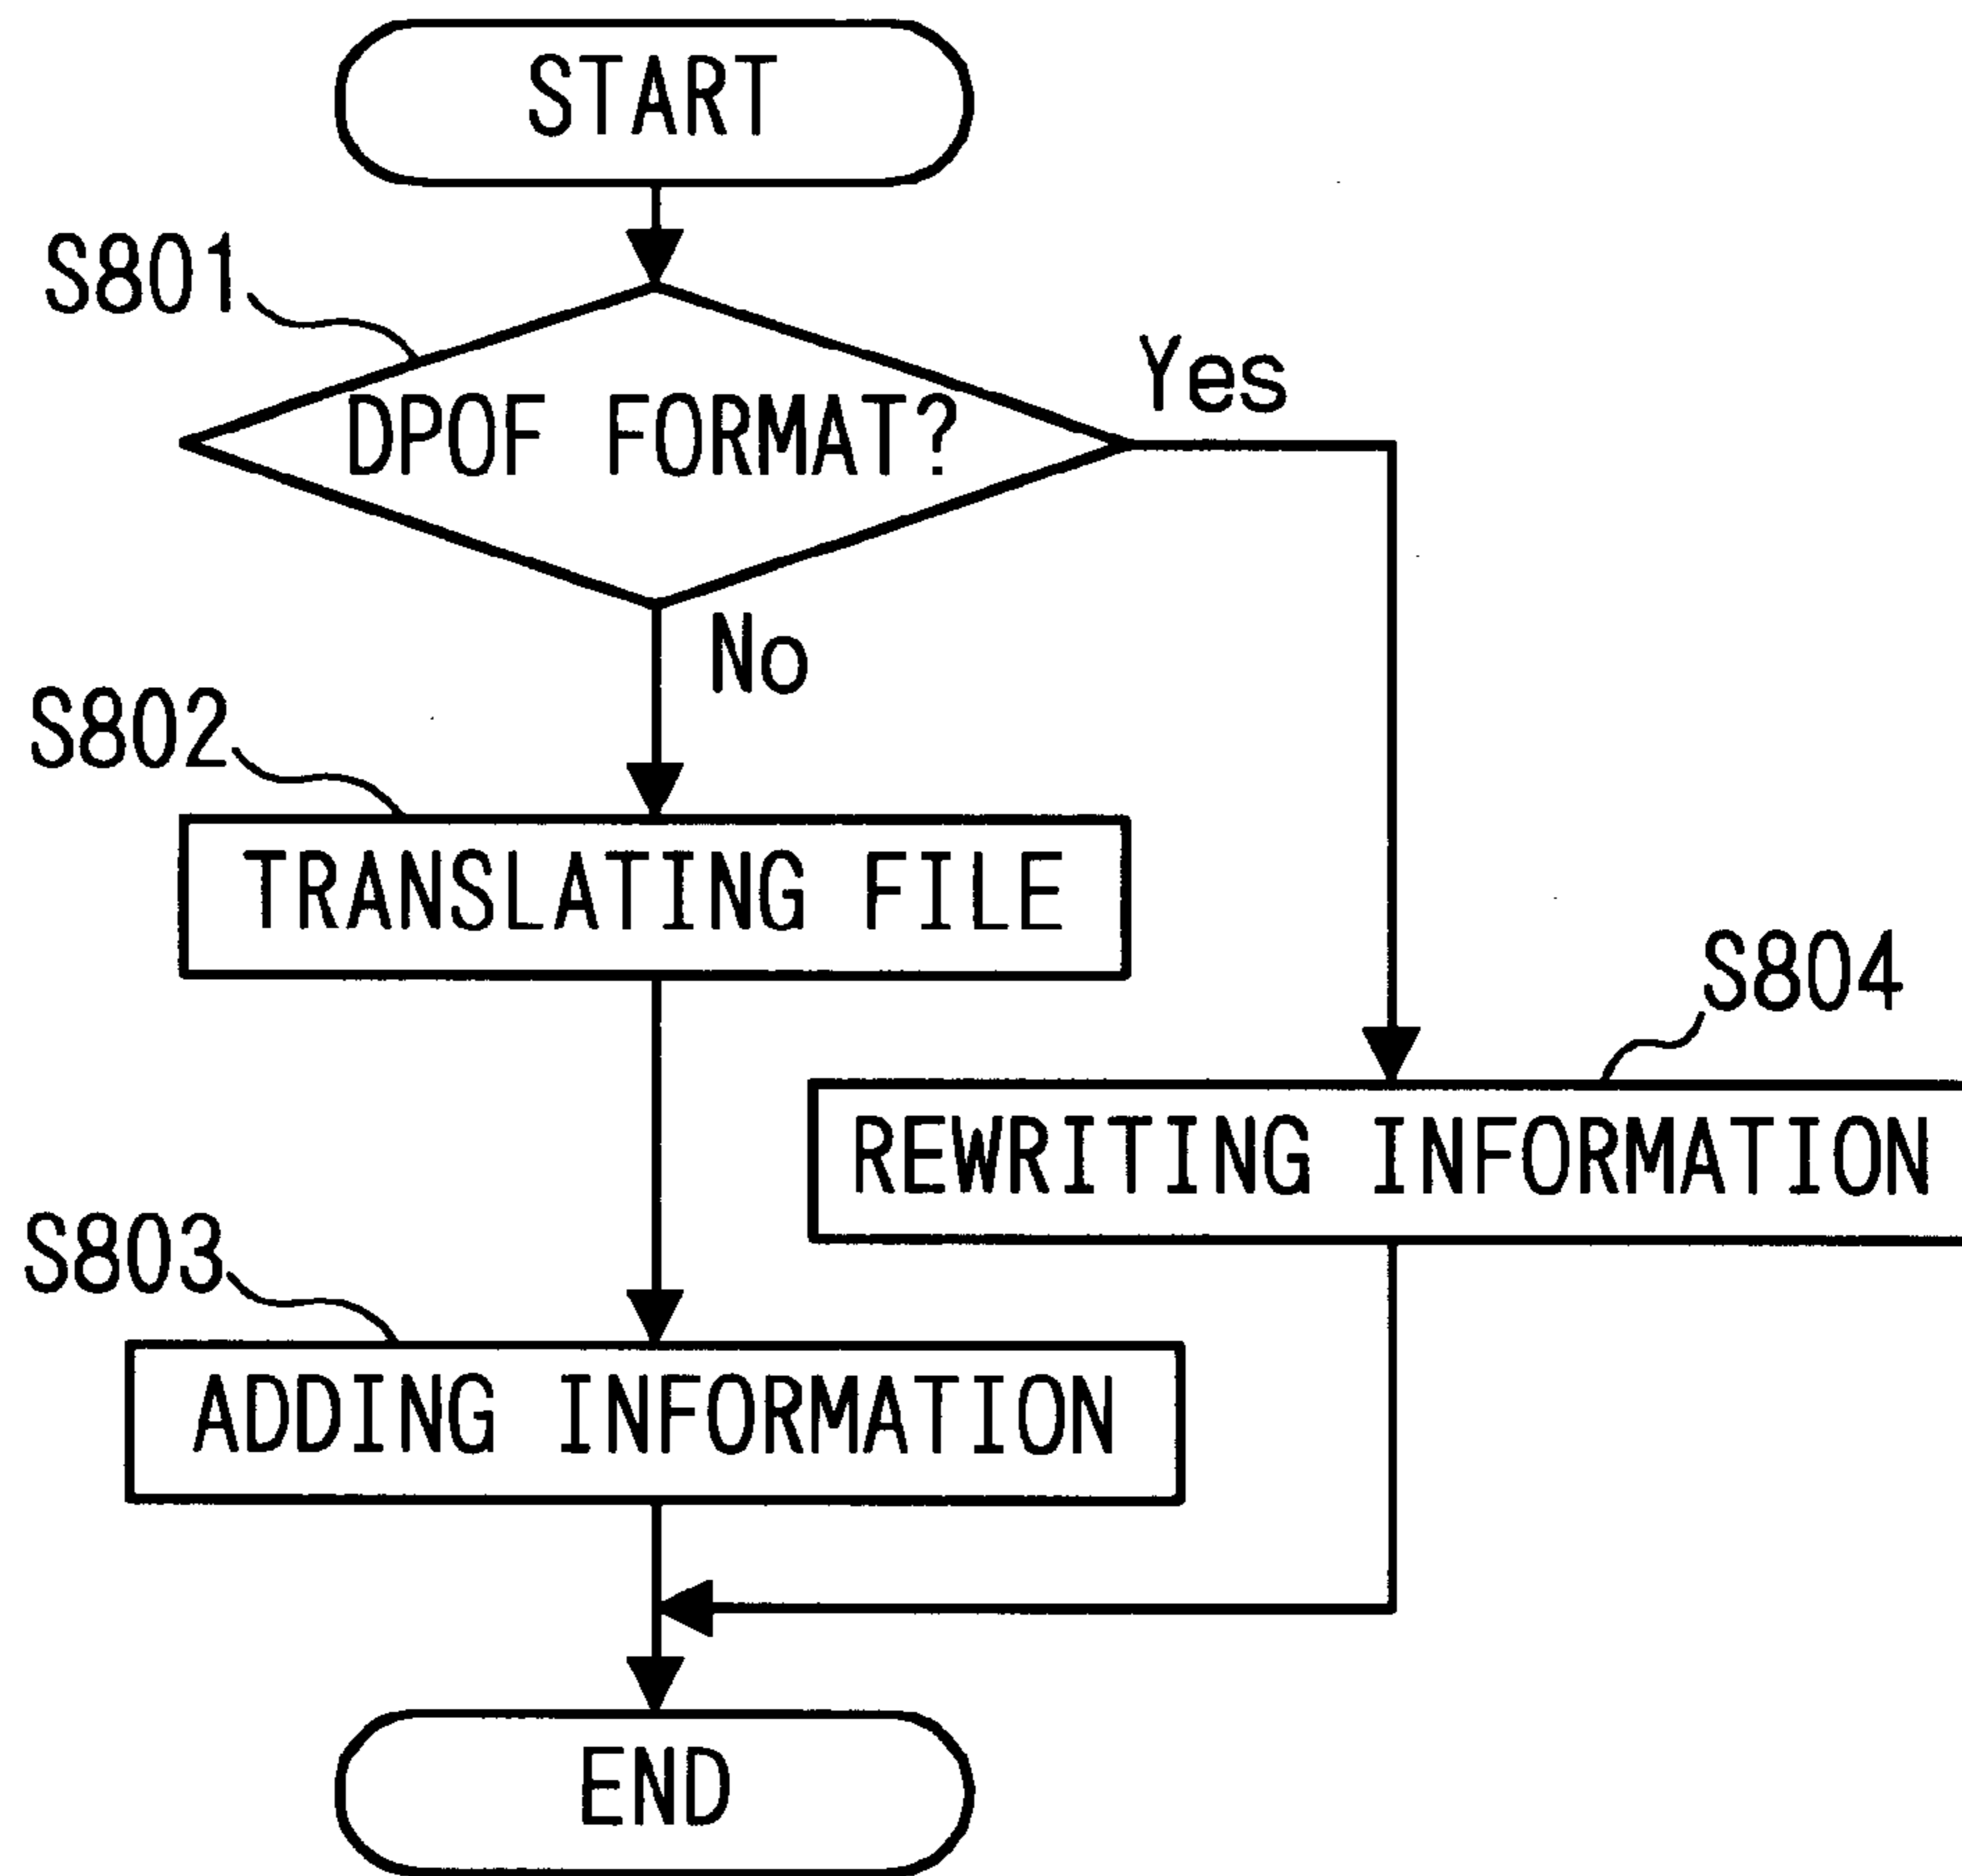 START
S801
DPOF FORMAT?
Yes
No
S802
TRANSLATING FILE
S804
REWRITING INFORMATION
S803
ADDING INFORMATION
END